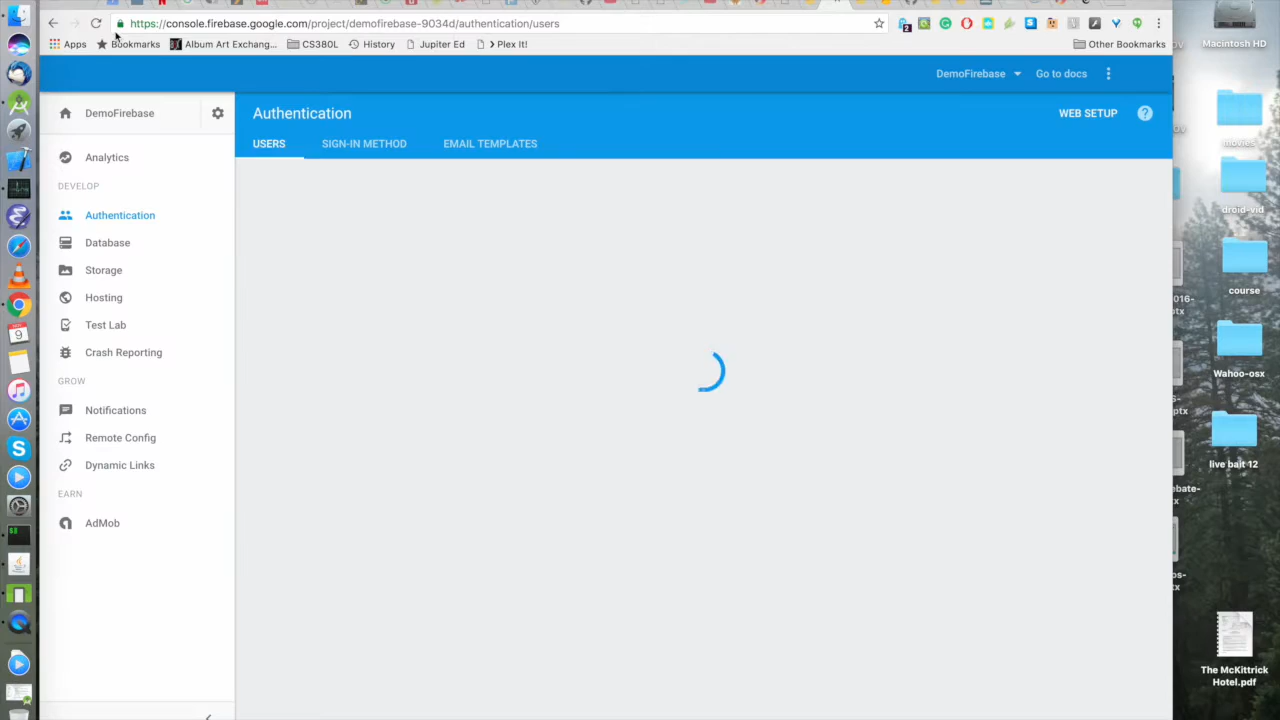 https://console.firebase.google.com/project/demofirebase-9034d/authentication/users
2
Apps
Bookmarks
Album Art Exchang...
CS380L
History
Jupiter Ed
> Plex It!
Other Bookmarks
Macintosh HD
DemoFirebase
Go to docs
DemoFirebase
Authentication
WEB SETUP
?
USERS
SIGN-IN METHOD
EMAIL TEMPLATES
Analytics
DEVELOP
Authentication
Database
Storage
Hosting
Test Lab
Crash Reporting
GROW
Notifications
Remote Config
Dynamic Links
EARN
AdMob
movies
droid-vid
course
Wahoo-osx
live bait 12
The McKittrick
Hotel.pdf
9